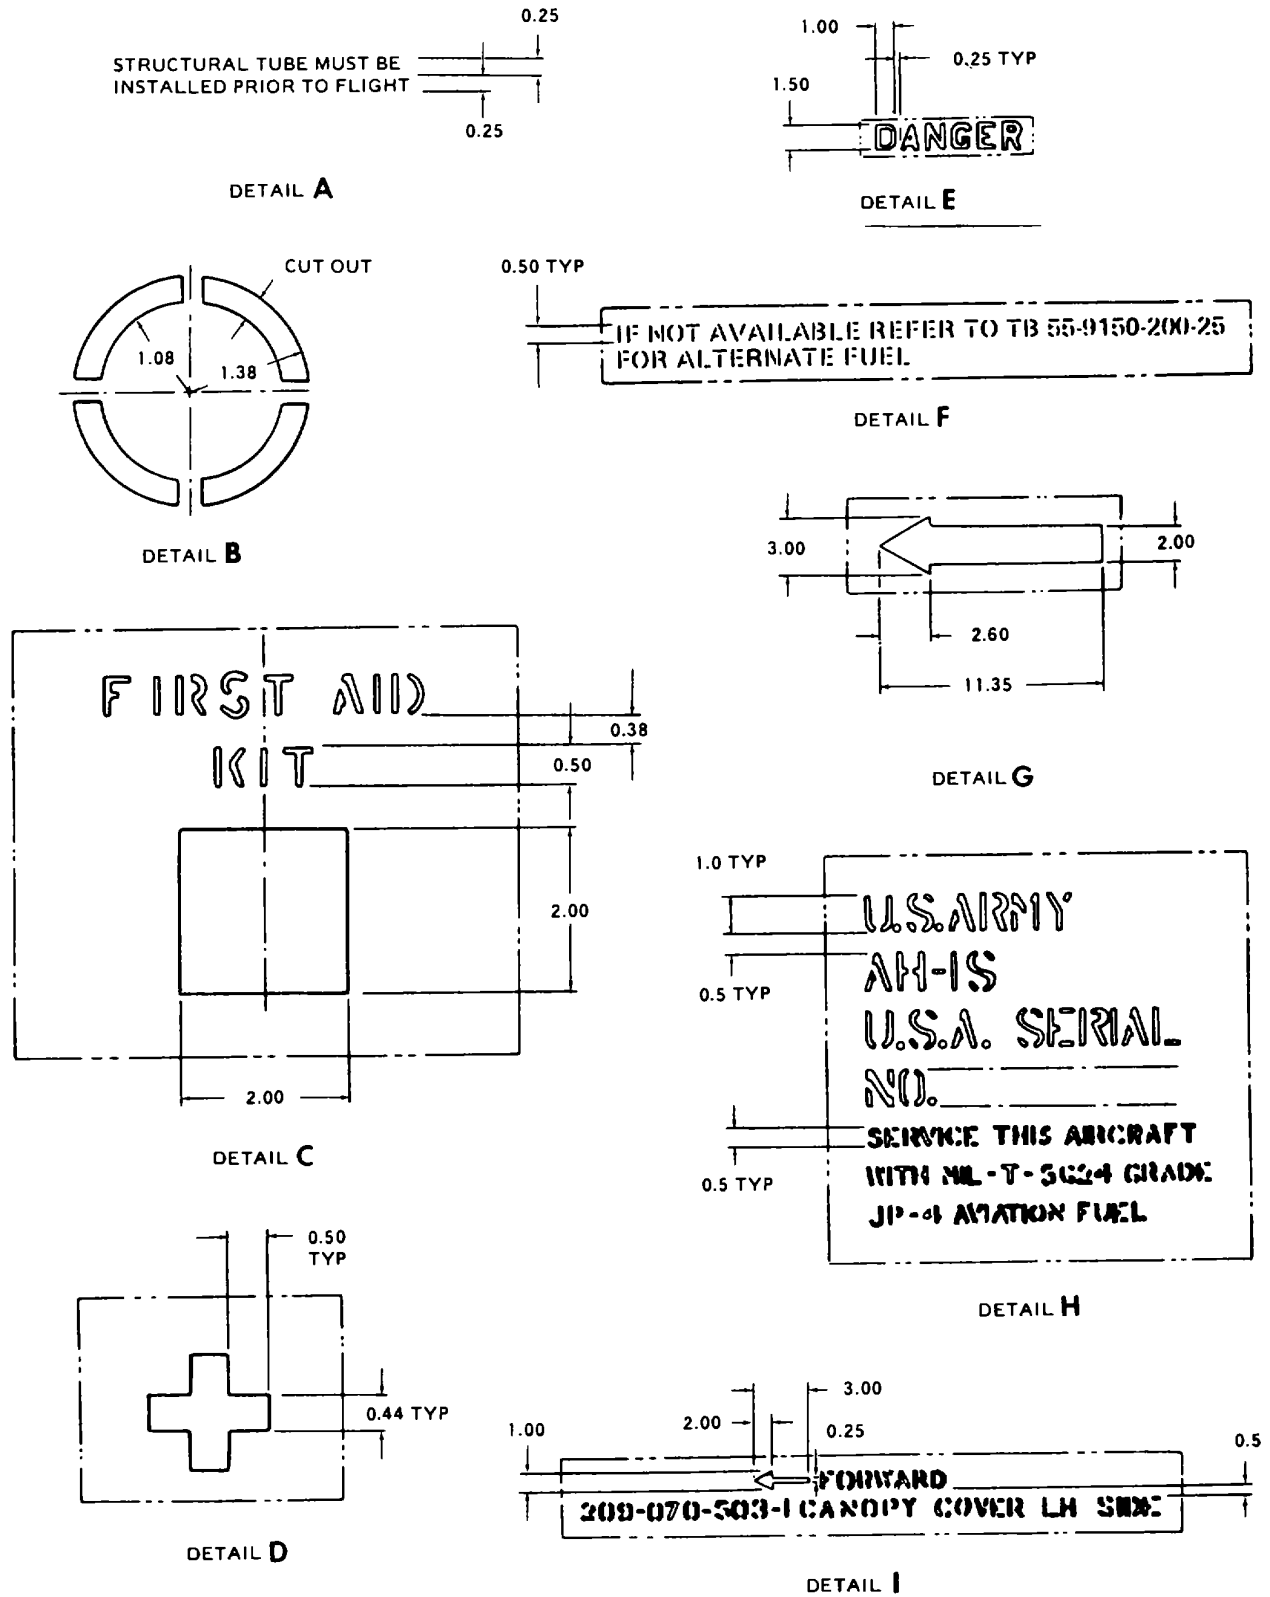 0.25
STRUCTURAL TUBE MUST BE
INSTALLED PRIOR TO FLIGHT
0.25
DETAIL A
1.00
0.25 TYP
1.50
DANGER
DETAIL E
CUT OUT
1.08
1.38
DETAIL B
0.50 TYP
IF NOT AVAILABLE REFER TO TB 55-9150-200-25
FOR ALTERNATE FUEL
DETAIL F
3.00
2.00
2.60
11.35
DETAIL G
FIRST AID
KIT
0.38
0.50
2.00
2.00
DETAIL C
1.0 TYP
U.S.ARMY
AH-1S
0.5 TYP
U.S.A. SERIAL
NO.
SERVICE THIS AIRCRAFT
0.5 TYP
WITH MIL-T-5624 GRADE
JP-4 AVIATION FUEL
DETAIL H
0.50
TYP
0.44 TYP
DETAIL D
3.00
2.00
0.25
1.00
0.5
FORWARD
209-070-503-1 CANOPY COVER LH SIDE
DETAIL I